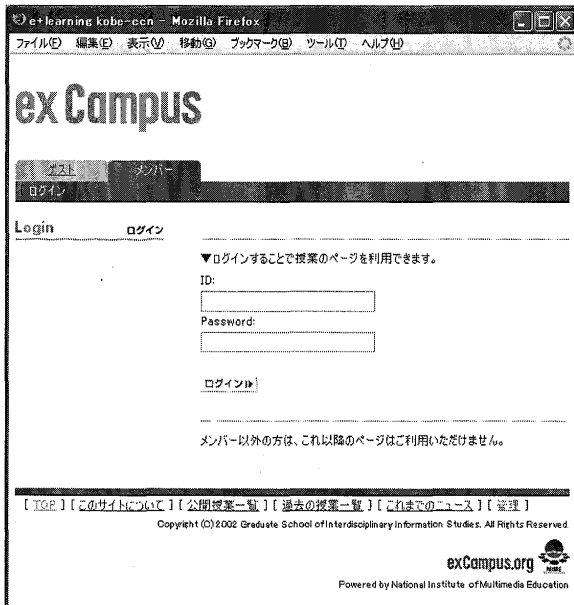 e+learning kobe-ccn - Mozilla Firefox
ファイル(F) 編集(E) 表示(V) 移動(G) ブックマーク(B) ツール(T) ヘルプ(H)
exCampus
ゲスト メンバー
ログイン
Login ログイン
▼ログインすることで授業のページを利用できます。
ID:
Password:
ログイン
メンバー以外の方は、これ以降のページはご利用いただけません。
[ TOP ] [ このサイトについて ] [ 公開授業一覧 ] [ 過去の授業一覧 ] [ これまでのニュース ] [ 管理 ]
Copyright (C) 2002 Graduate School of Interdisciplinary Information Studies. All Rights Reserved.
exCampus.org
Powered by National Institute of Multimedia Education